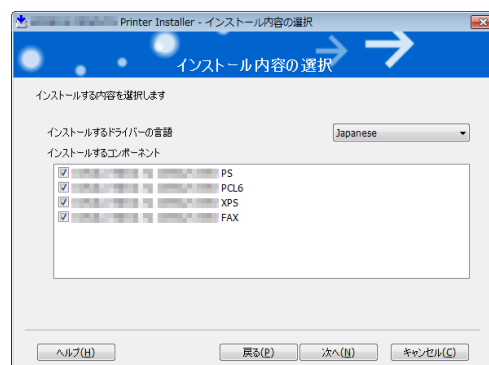 Printer Installer - インストール内容の選択
インストール内容の選択
インストールする内容を選択します
インストールするドライバーの言語 Japanese
インストールするコンポーネント
PS
PCL6
XPS
FAX
ヘルプ(H) 戻る(P) 次へ(N) キャンセル(C)